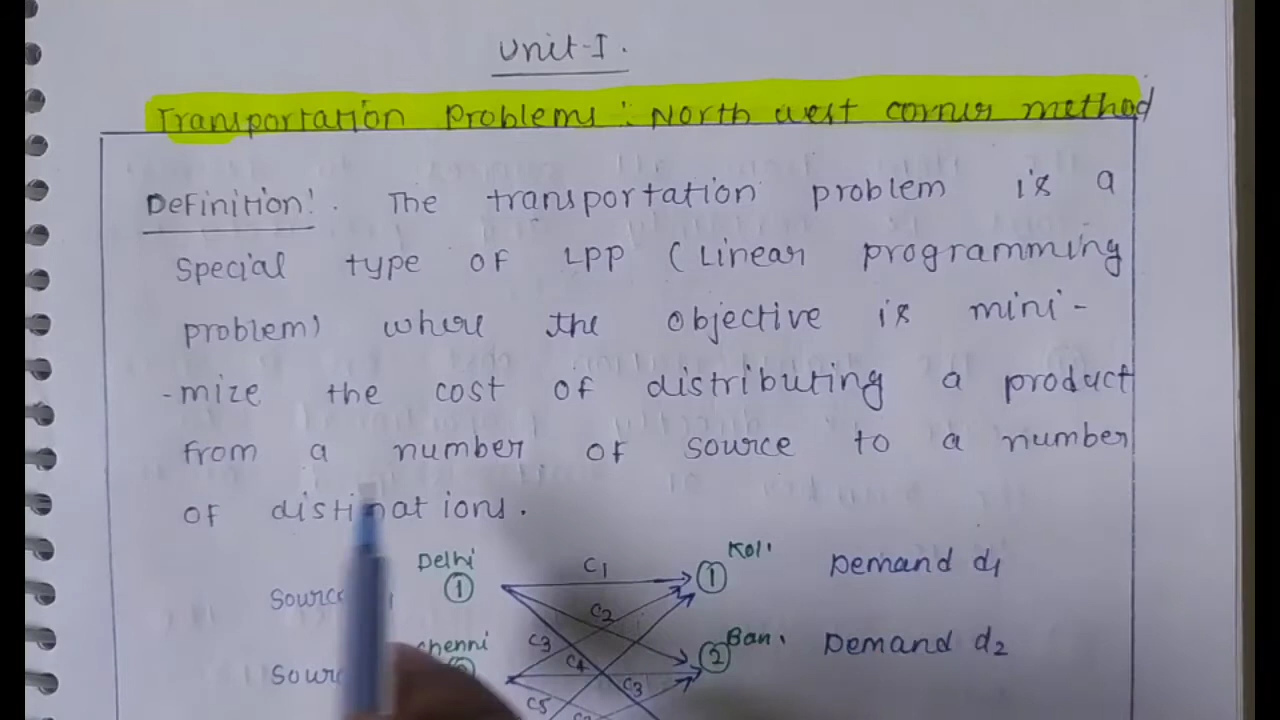 Unit-I.
Transportation Problems : North west corner method
Definition:. The transportation problem is a
special type of LPP (Linear programming
problem) where the objective is mini-
-mize the cost of distributing a product
from a number of source to a number
of distinations.
Delhi
C1
Kol.
Demand d1
Source
1
1
C2
Chenni
C3
C4
Ban.
2
Demand d2
C3
C5